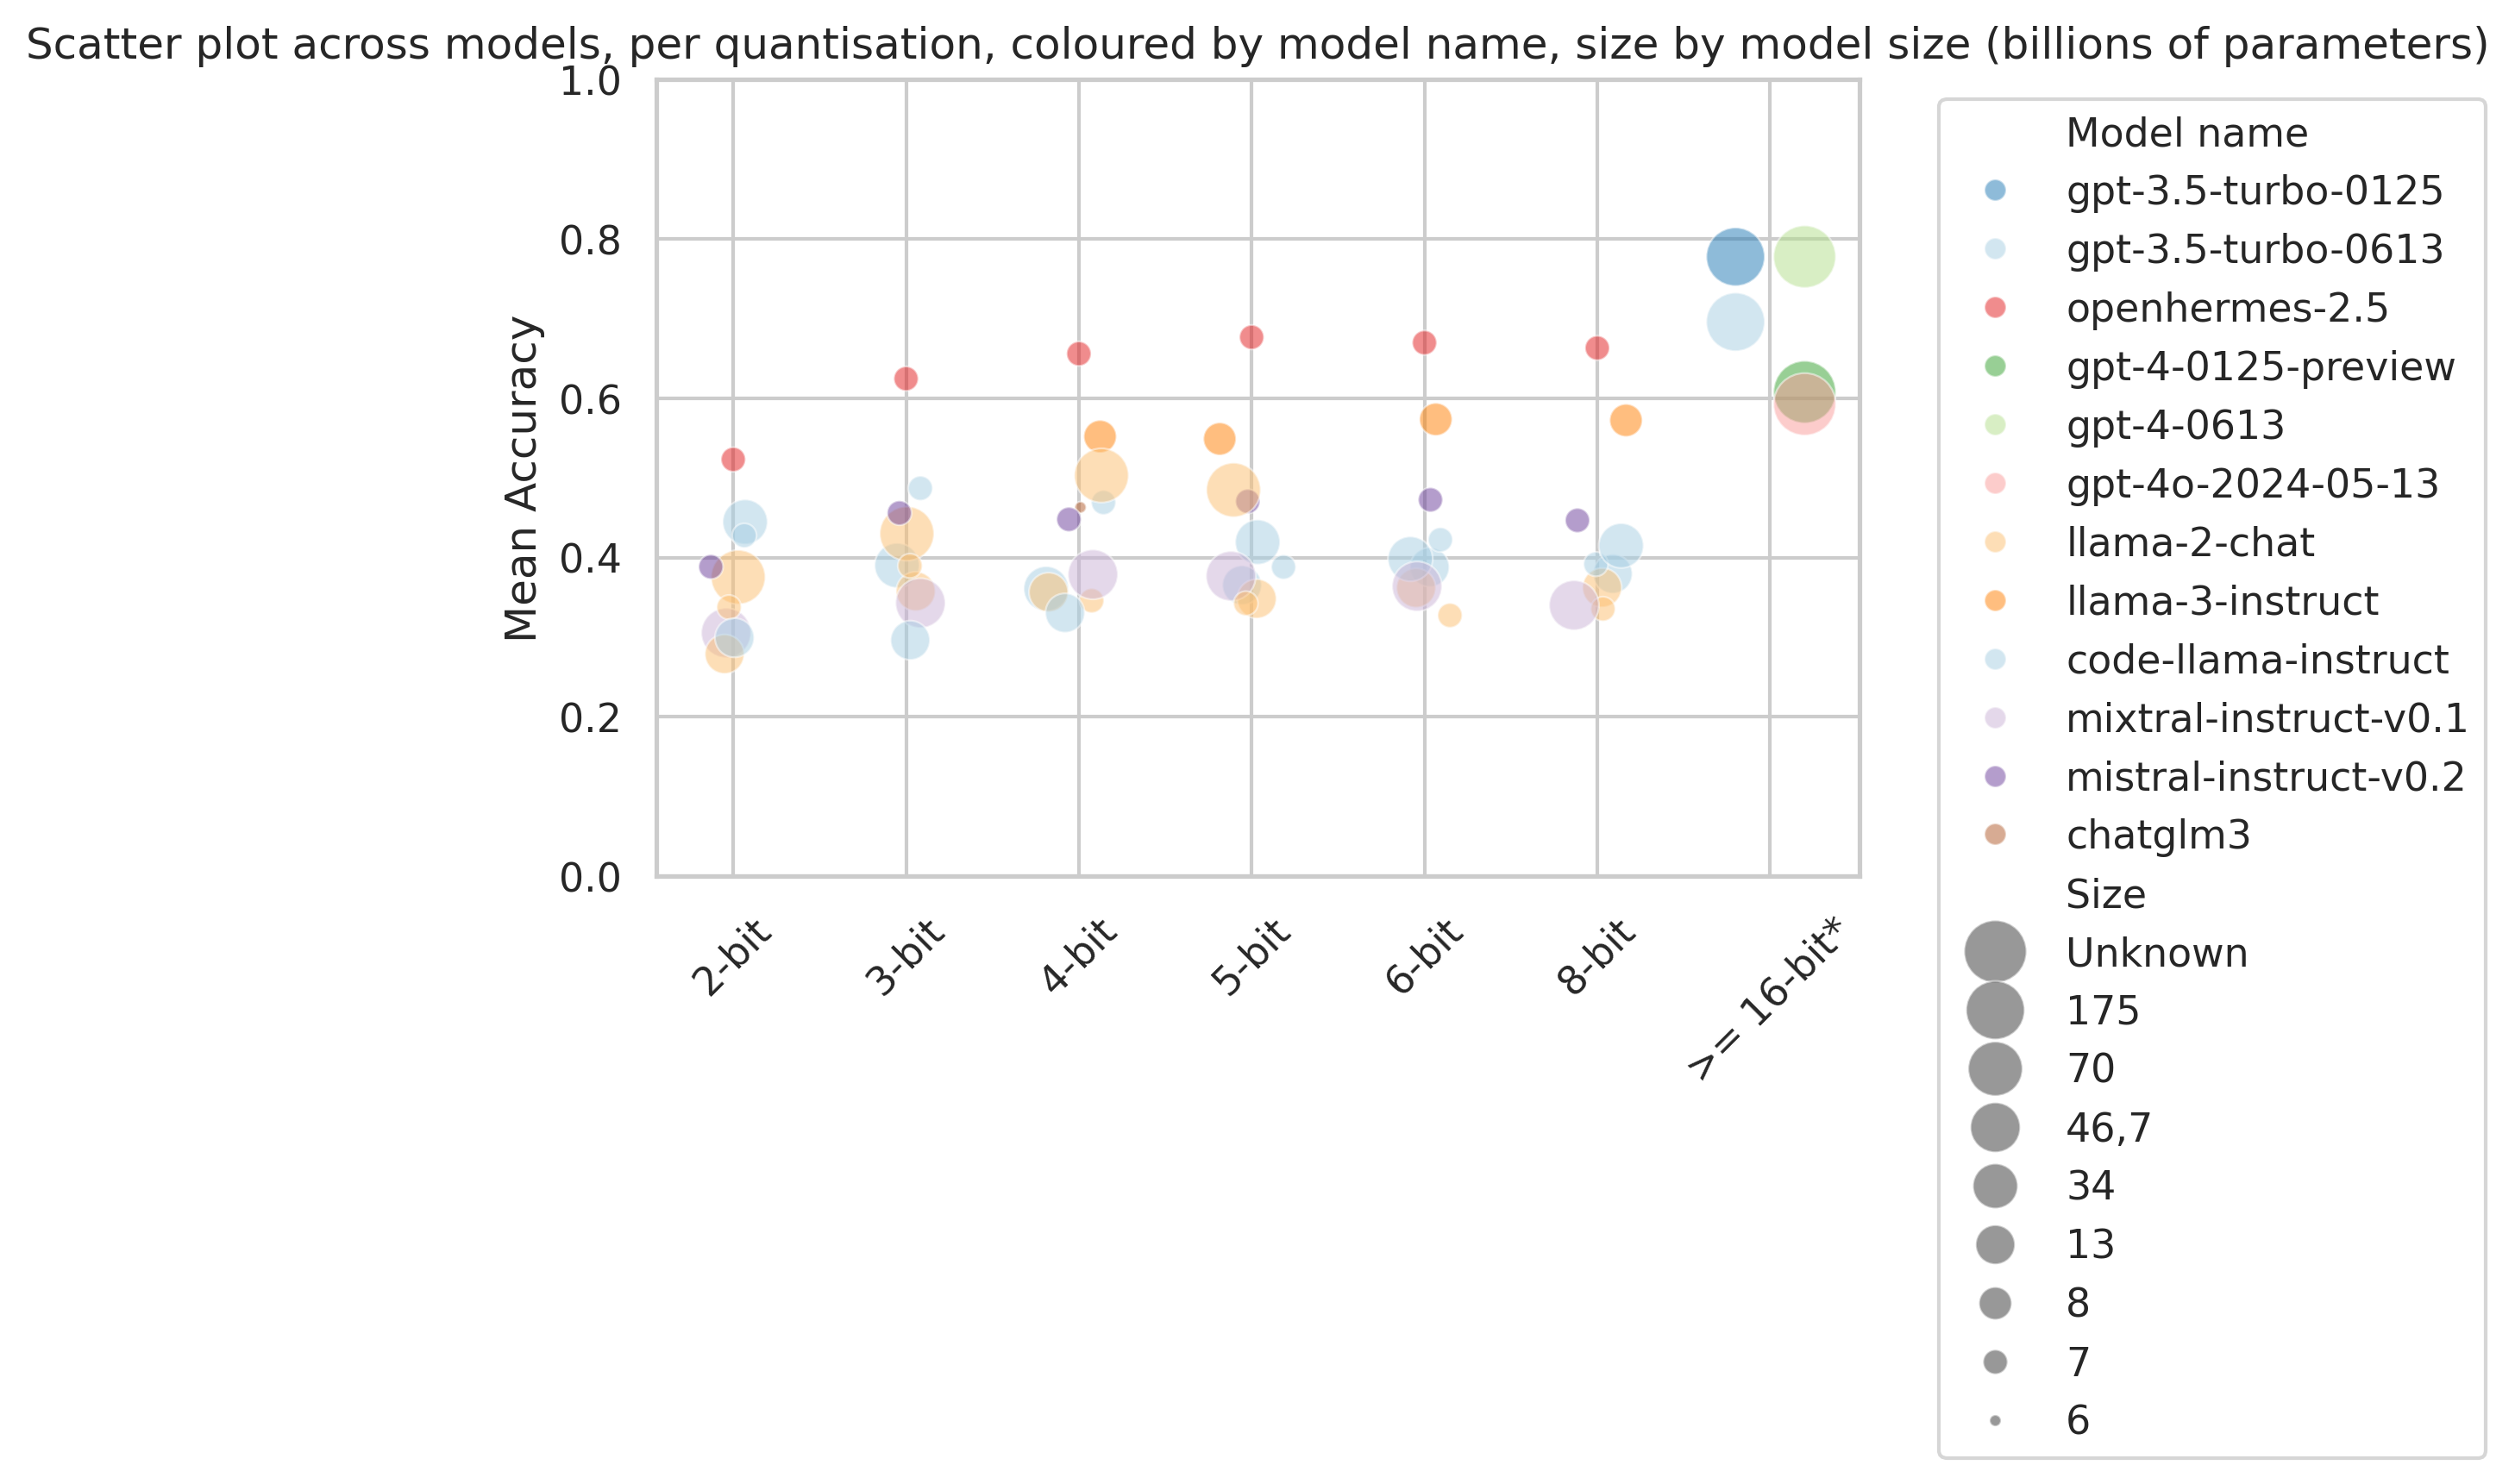 Scatter plot across models, per quantisation, coloured by model name, size by model size (billions of parameters)
1.0
0.8
0.6
0.4
0.2
0.0
Mean Accuracy
2-bit
3-bit
4-bit
5-bit
6-bit
8-bit
>= 16-bit*
Model name
gpt-3.5-turbo-0125
gpt-3.5-turbo-0613
openhermes-2.5
gpt-4-0125-preview
gpt-4-0613
gpt-4o-2024-05-13
llama-2-chat
llama-3-instruct
code-llama-instruct
mixtral-instruct-v0.1
mistral-instruct-v0.2
chatglm3
Size
Unknown
175
70
46,7
34
13
8
7
6